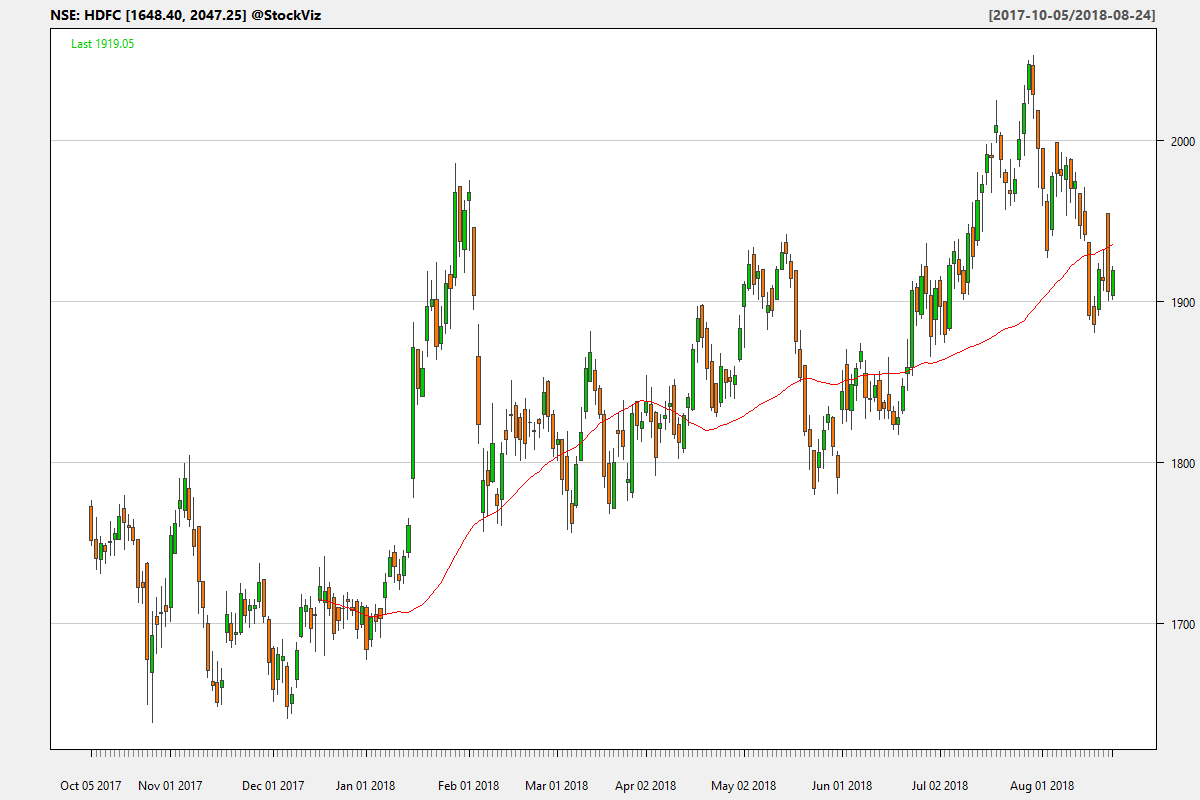 NSE: HDFC [1648.40, 2047.25] @StockViz
[2017-10-05/2018-08-24]
Last 1919.05
2000
1900
1800
1700
Oct 05 2017
Nov 01 2017
Dec 01 2017
Jan 01 2018
Feb 01 2018
Mar 01 2018
Apr 02 2018
May 02 2018
Jun 01 2018
Jul 02 2018
Aug 01 2018